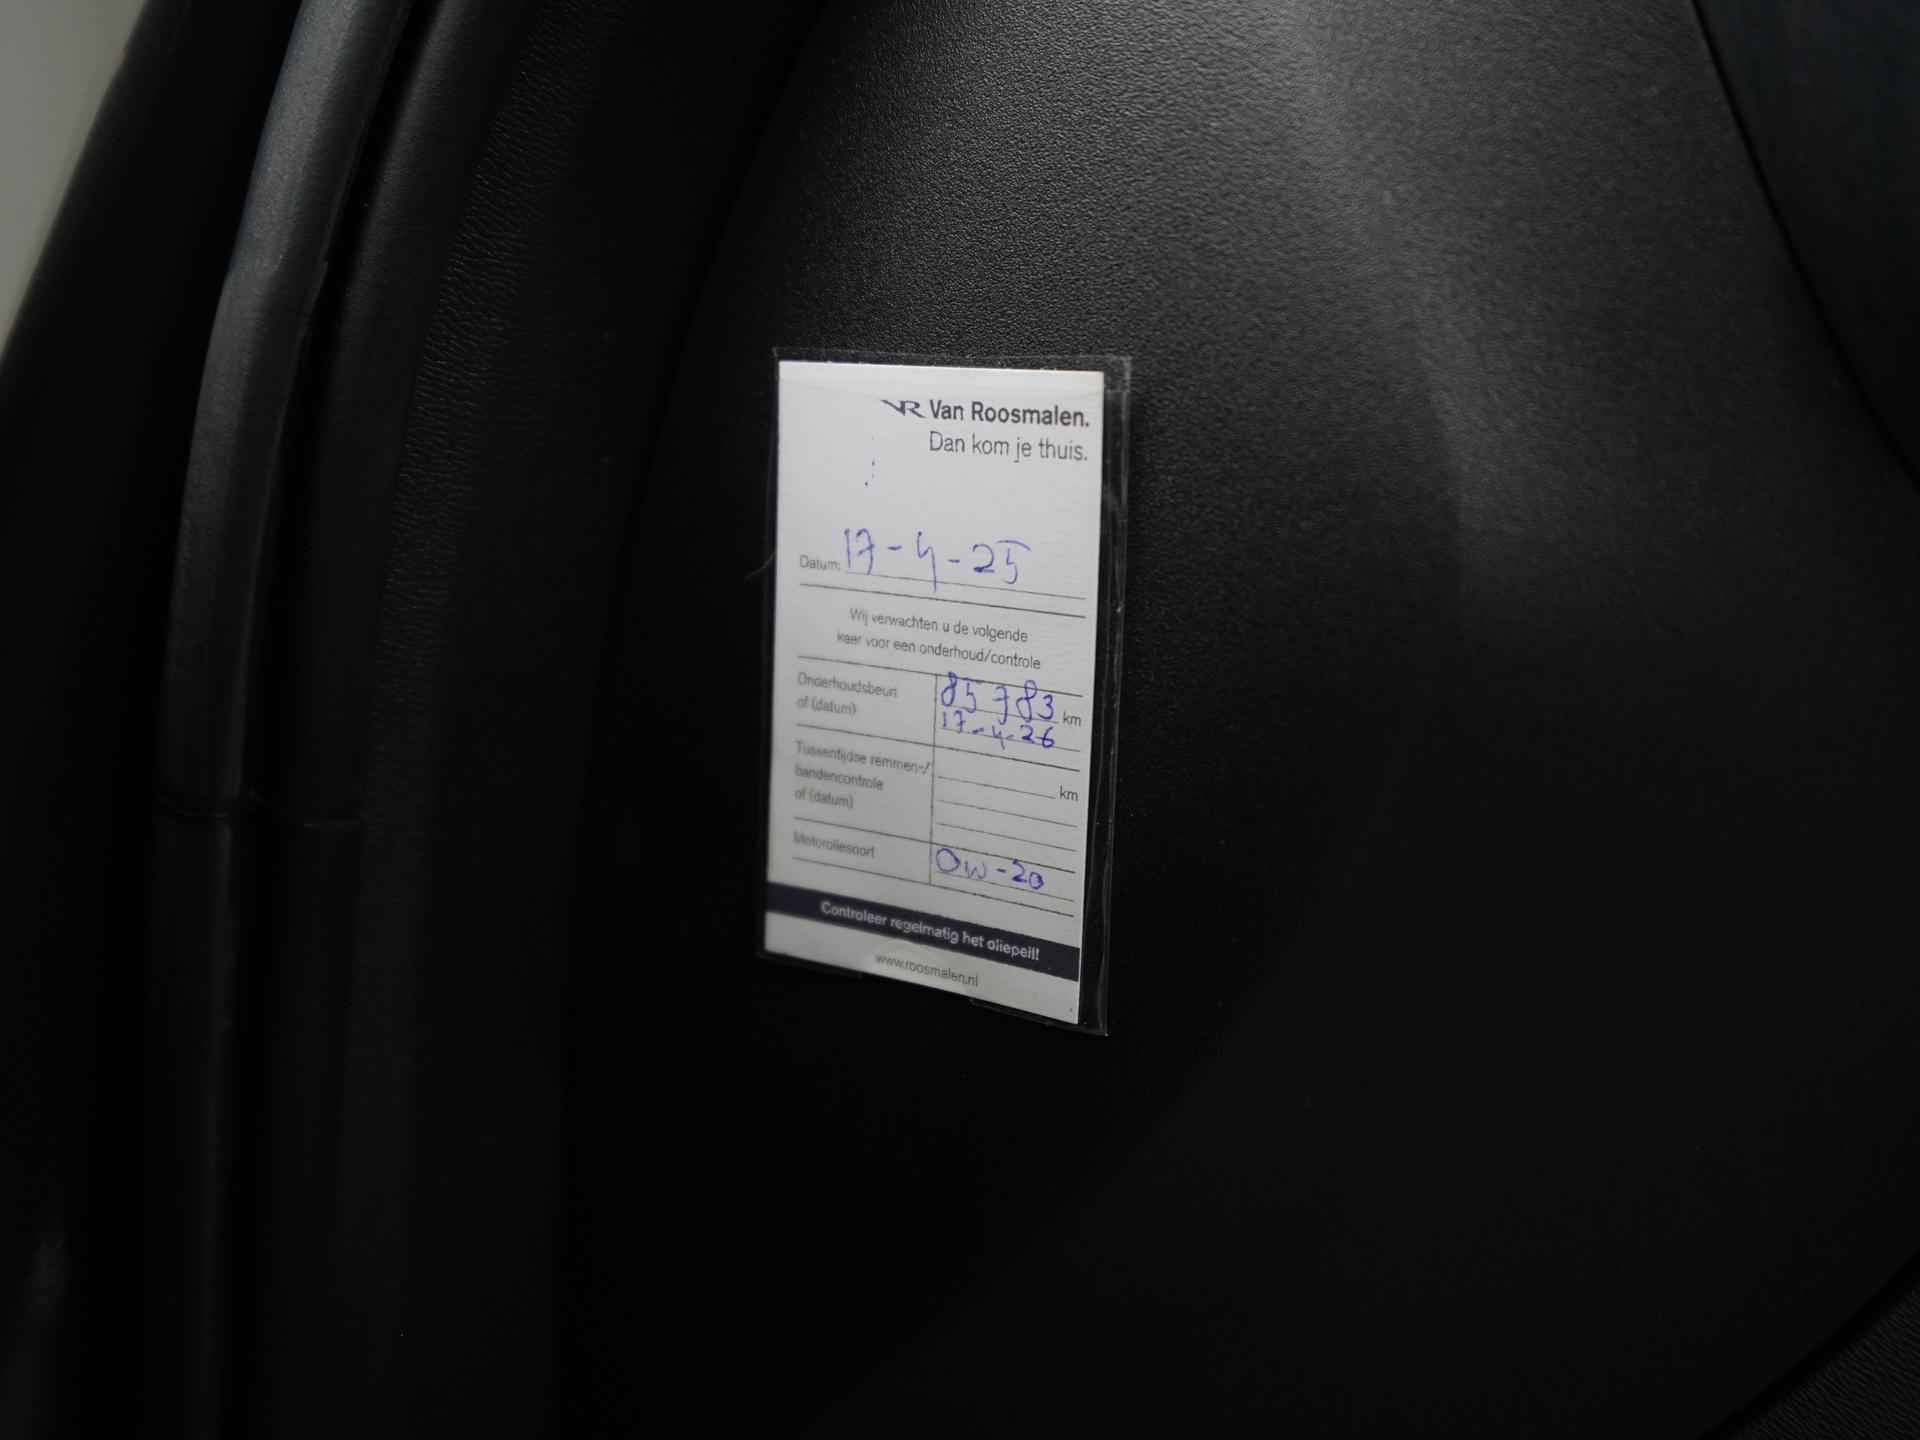 VR Van Roosmalen.
Dan kom je thuis.
Datum: 17-4-25
Wij verwachten u de volgende
keer voor een onderhoud/controle
Onderhoudsbeurt 85783 km
of (datum) 17-4-26
Tussentijdse remmen-/
bandencontrole km
of (datum)
Motoroliesoort 0W-20
Controleer regelmatig het oliepeil!
www.roosmalen.nl